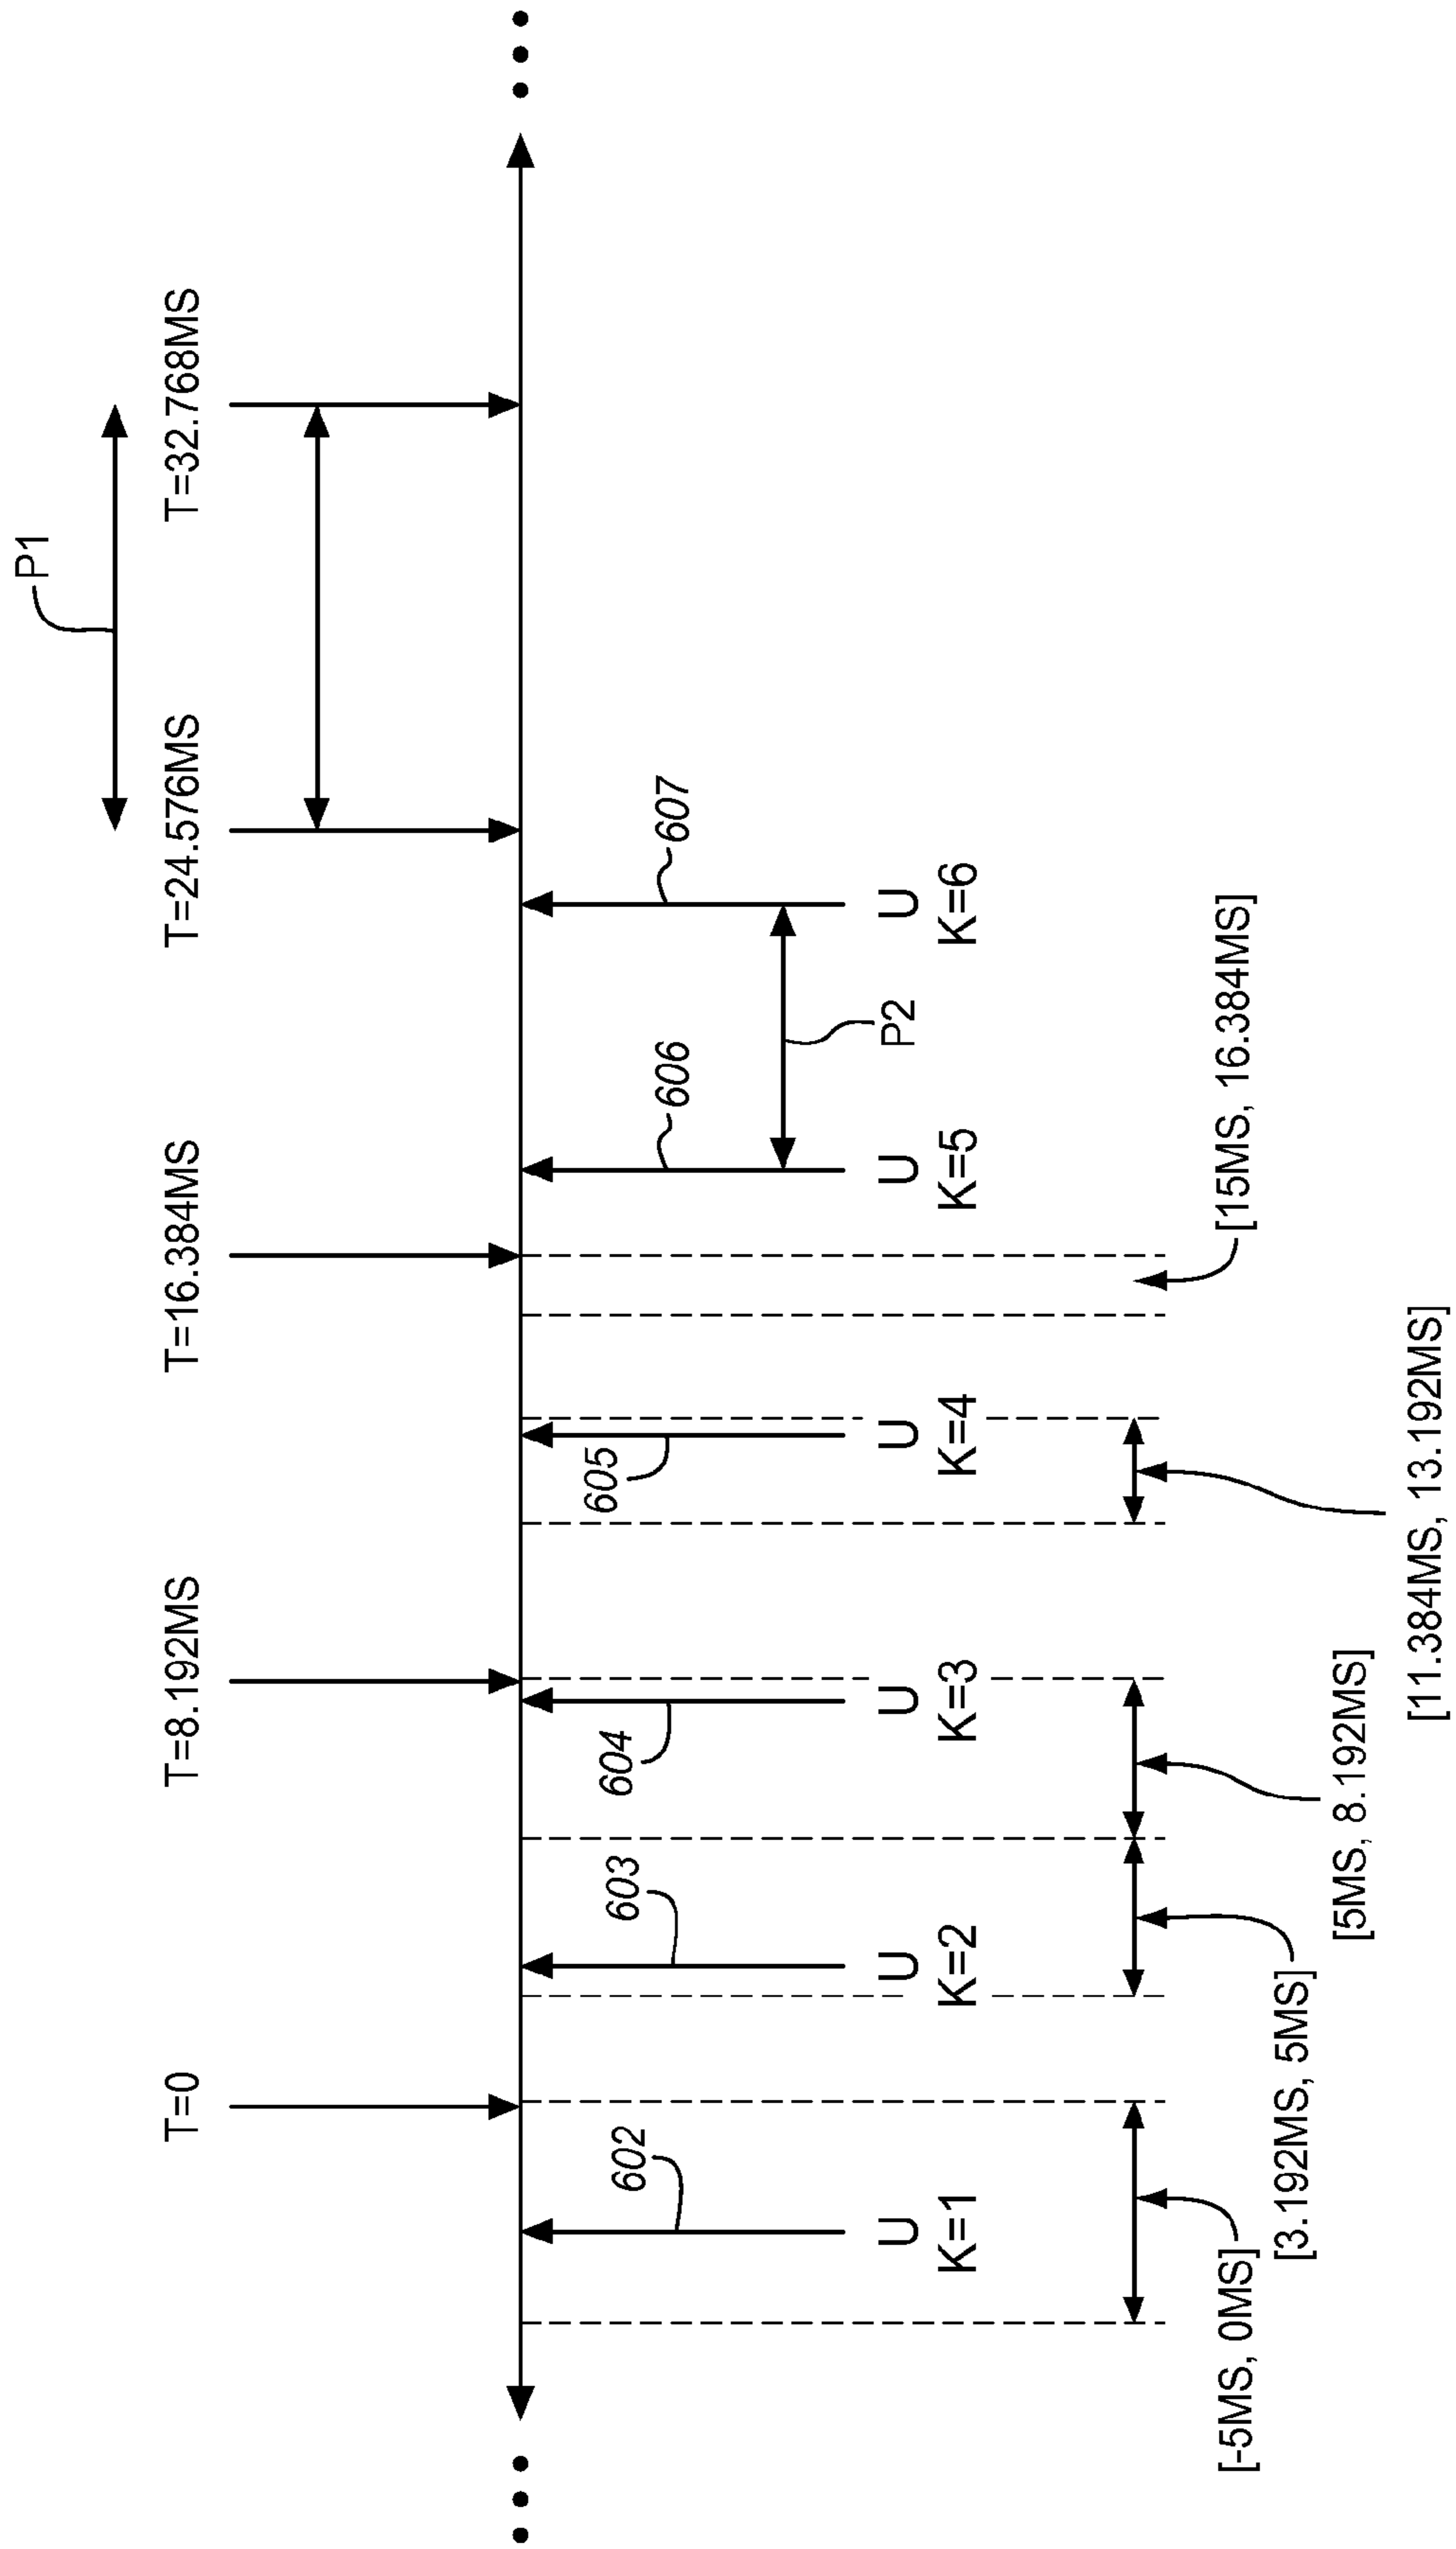 P1
T=0
T=8.192MS
T=16.384MS
T=24.576MS
T=32.768MS
602
603
604
605
606
607
U
K=1
U
K=2
U
K=3
U
K=4
U
K=5
U
K=6
P2
[-5MS, 0MS]
[3.192MS, 5MS]
[5MS, 8.192MS]
[11.384MS, 13.192MS]
[15MS, 16.384MS]